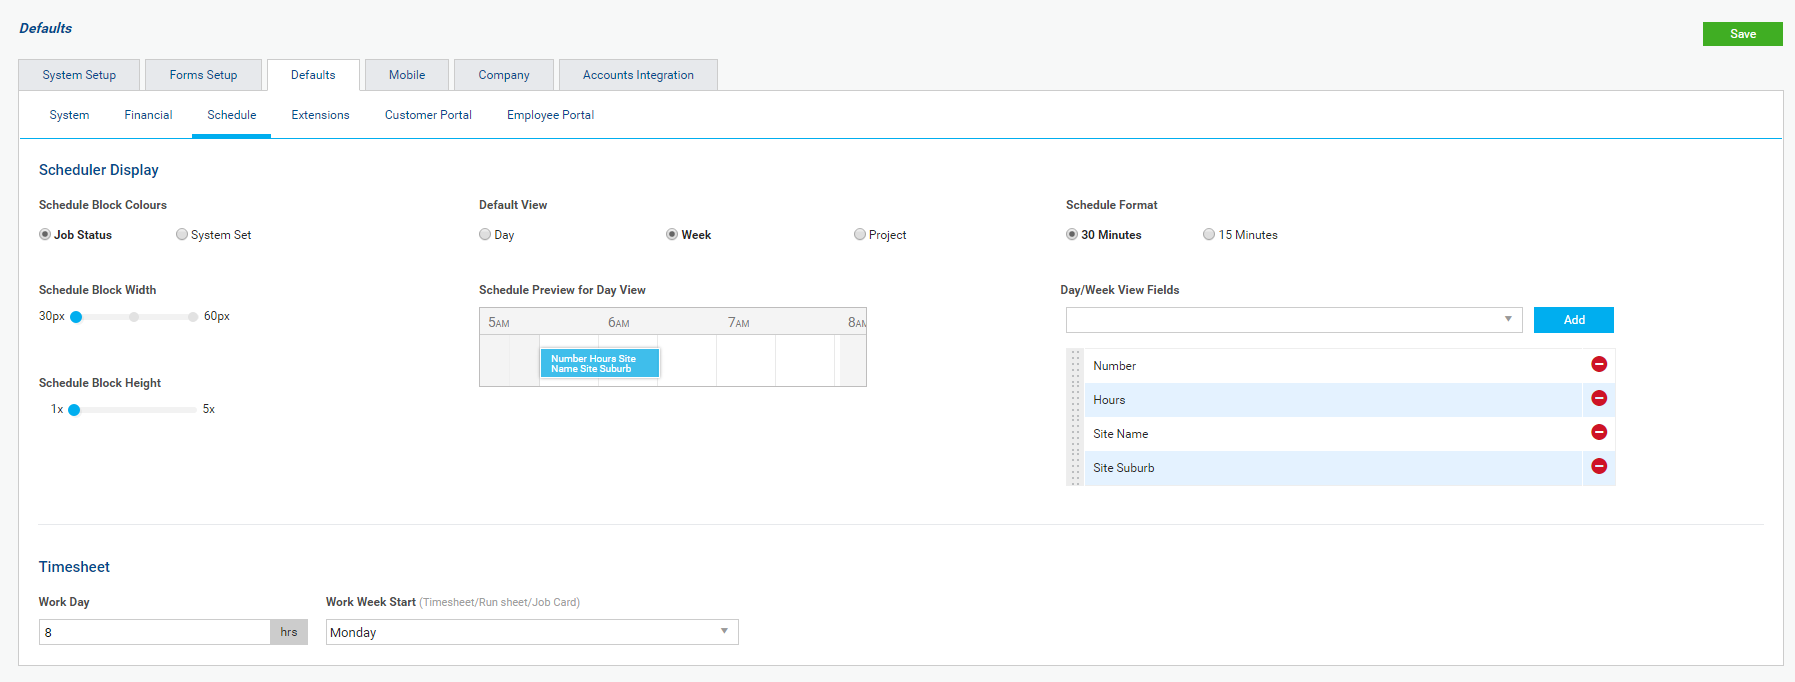 Defaults
Save
System Setup
Forms Setup
Defaults
Mobile
Company
Accounts Integration
System
Financial
Schedule
Extensions
Customer Portal
Employee Portal
Scheduler Display
Schedule Block Colours
Job Status
System Set
Default View
Day
Week
Project
Schedule Format
30 Minutes
15 Minutes
Schedule Block Width
30px
60px
Schedule Block Height
1x
5x
Schedule Preview for Day View
5AM
6AM
7AM
8AM
Number Hours Site
Name Site Suburb
Day/Week View Fields
Add
Number
Hours
Site Name
Site Suburb
Timesheet
Work Day
8
hrs
Work Week Start (Timesheet/Run sheet/Job Card)
Monday